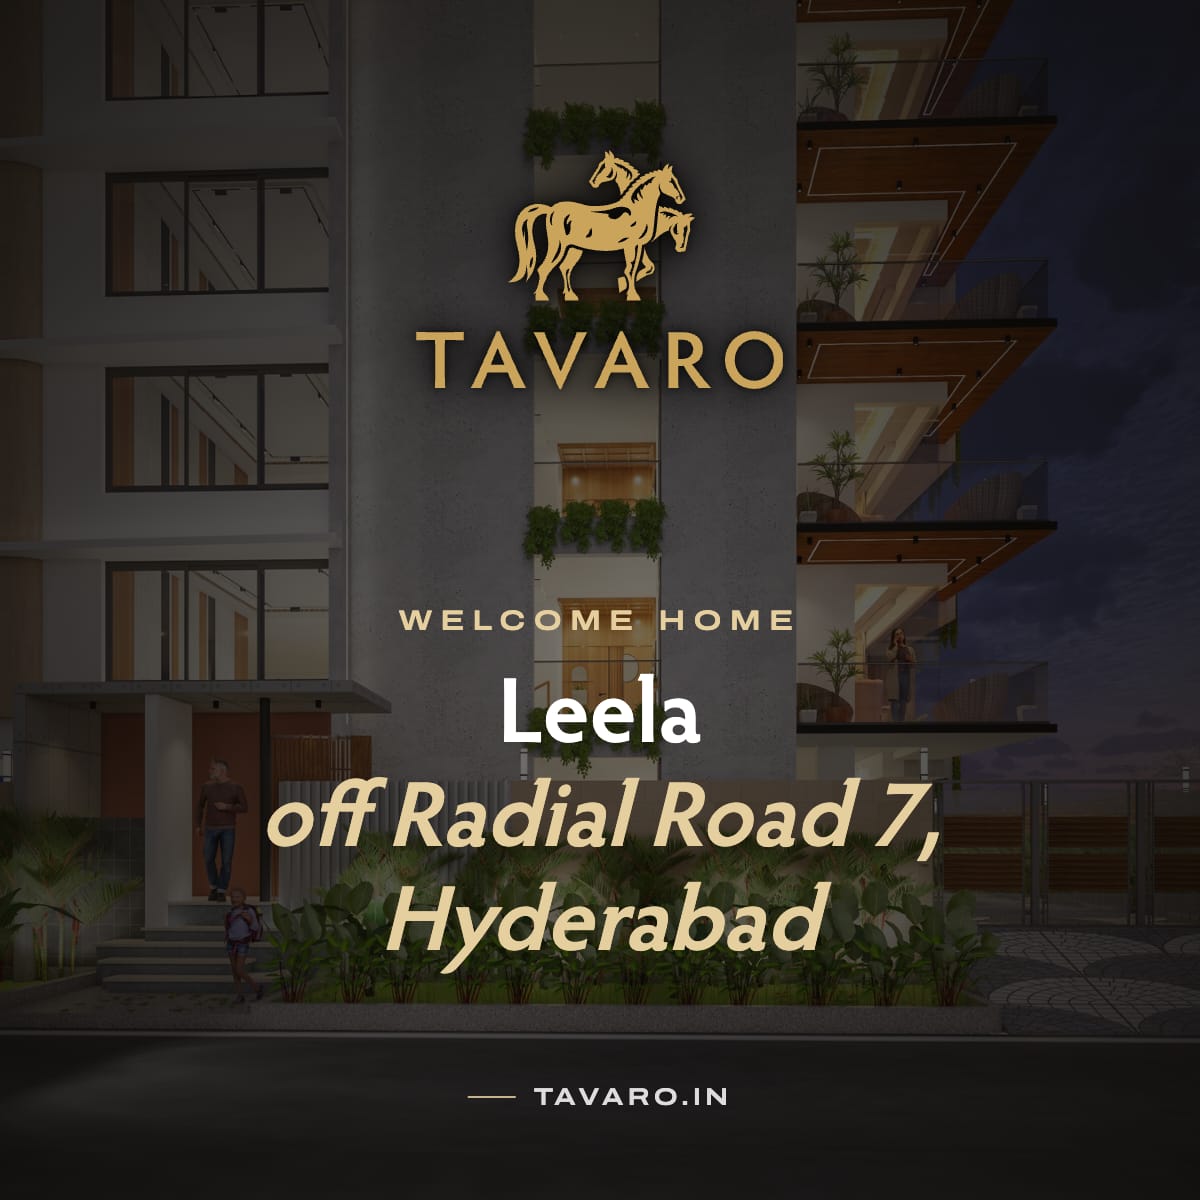 TAVARO
WELCOME HOME
Leela
off Radial Road 7,
Hyderabad
TAVARO.IN